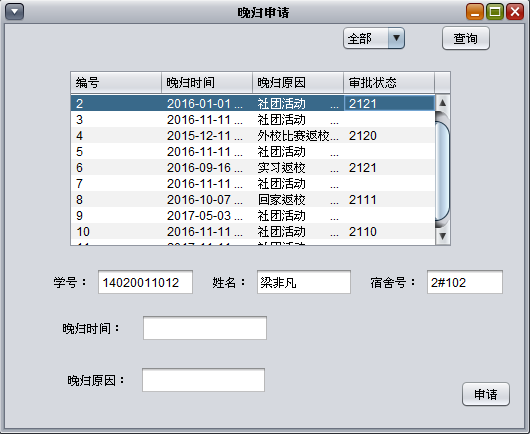 晚归申请
全部 查询
编号 晚归时间 晚归原因 审批状态
2 2016-01-01 ... 社团活动 ... 2121
3 2016-11-11 ... 社团活动 ...
4 2015-12-11 ... 外校比赛返校... 2120
5 2016-11-11 ... 社团活动 ...
6 2016-09-16 ... 实习返校 ... 2121
7 2016-11-11 ... 社团活动 ...
8 2016-10-07 ... 回家返校 ... 2111
9 2017-05-03 ... 社团活动 ...
10 2016-11-11 ... 社团活动 ... 2110
学号： 14020011012 姓名： 梁非凡 宿舍号： 2#102
晚归时间：
晚归原因：
申请